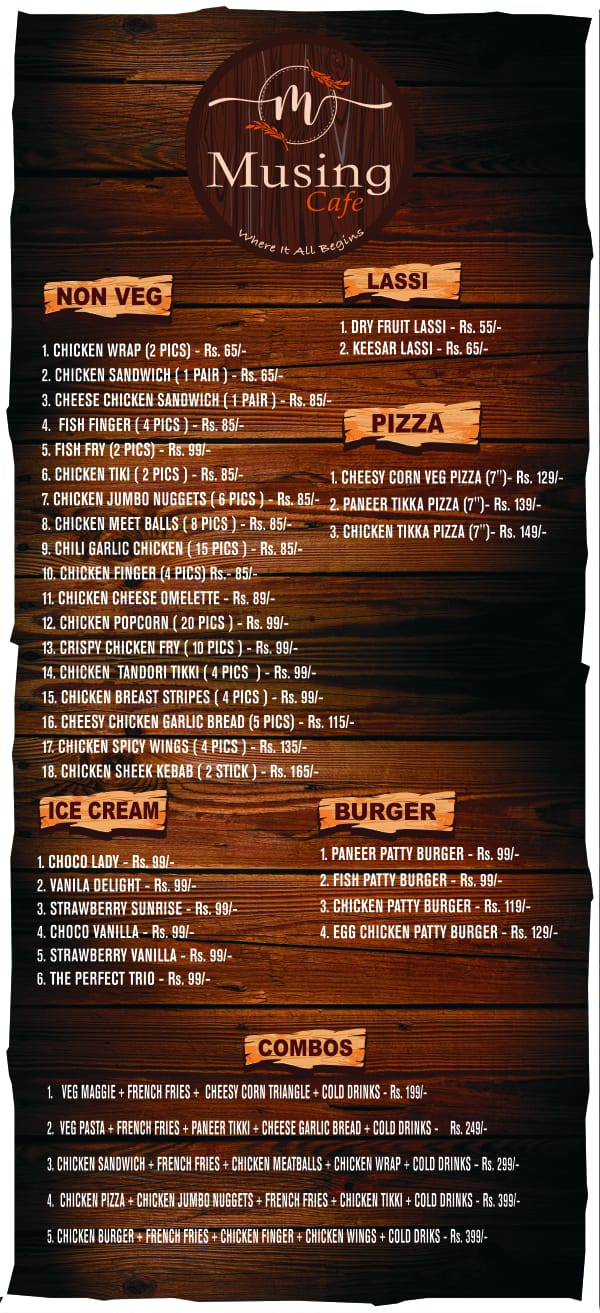 m
Musing
Cafe
Where It All Begins
NON VEG
1. CHICKEN WRAP (2 PICS) - Rs. 65/-
2. CHICKEN SANDWICH ( 1 PAIR ) - Rs. 65/-
3. CHEESE CHICKEN SANDWICH ( 1 PAIR ) - Rs. 85/-
4. FISH FINGER ( 4 PICS ) - Rs. 85/-
5. FISH FRY (2 PICS) - Rs. 99/-
6. CHICKEN TIKI ( 2 PICS ) - Rs. 85/-
7. CHICKEN JUMBO NUGGETS ( 6 PICS ) - Rs. 85/-
8. CHICKEN MEET BALLS ( 8 PICS ) - Rs. 85/-
9. CHILI GARLIC CHICKEN ( 15 PICS ) - Rs. 85/-
10. CHICKEN FINGER (4 PICS) Rs.- 85/-
11. CHICKEN CHEESE OMELETTE - Rs. 89/-
12. CHICKEN POPCORN ( 20 PICS ) - Rs. 99/-
13. CRISPY CHICKEN FRY ( 10 PICS ) - Rs. 99/-
14. CHICKEN TANDORI TIKKI ( 4 PICS ) - Rs. 99/-
15. CHICKEN BREAST STRIPES ( 4 PICS ) - Rs. 99/-
16. CHEESY CHICKEN GARLIC BREAD (5 PICS) - Rs. 115/-
17. CHICKEN SPICY WINGS ( 4 PICS ) - Rs. 135/-
18. CHICKEN SHEEK KEBAB ( 2 STICK ) - Rs. 165/-
LASSI
1. DRY FRUIT LASSI - Rs. 55/-
2. KEESAR LASSI - Rs. 65/-
PIZZA
1. CHEESY CORN VEG PIZZA (7")- Rs. 129/-
2. PANEER TIKKA PIZZA (7")- Rs. 139/-
3. CHICKEN TIKKA PIZZA (7")- Rs. 149/-
ICE CREAM
1. CHOCO LADY - Rs. 99/-
2. VANILA DELIGHT - Rs. 99/-
3. STRAWBERRY SUNRISE - Rs. 99/-
4. CHOCO VANILLA - Rs. 99/-
5. STRAWBERRY VANILLA - Rs. 99/-
6. THE PERFECT TRIO - Rs. 99/-
BURGER
1. PANEER PATTY BURGER - Rs. 99/-
2. FISH PATTY BURGER - Rs. 99/-
3. CHICKEN PATTY BURGER - Rs. 119/-
4. EGG CHICKEN PATTY BURGER - Rs. 129/-
COMBOS
1. VEG MAGGIE + FRENCH FRIES + CHEESY CORN TRIANGLE + COLD DRINKS - Rs. 199/-
2. VEG PASTA + FRENCH FRIES + PANEER TIKKI + CHEESE GARLIC BREAD + COLD DRINKS - Rs. 249/-
3. CHICKEN SANDWICH + FRENCH FRIES + CHICKEN MEATBALLS + CHICKEN WRAP + COLD DRINKS - Rs. 299/-
4. CHICKEN PIZZA + CHICKEN JUMBO NUGGETS + FRENCH FRIES + CHICKEN TIKKI + COLD DRINKS - Rs. 399/-
5. CHICKEN BURGER + FRENCH FRIES + CHICKEN FINGER + CHICKEN WINGS + COLD DRIKS - Rs. 399/-